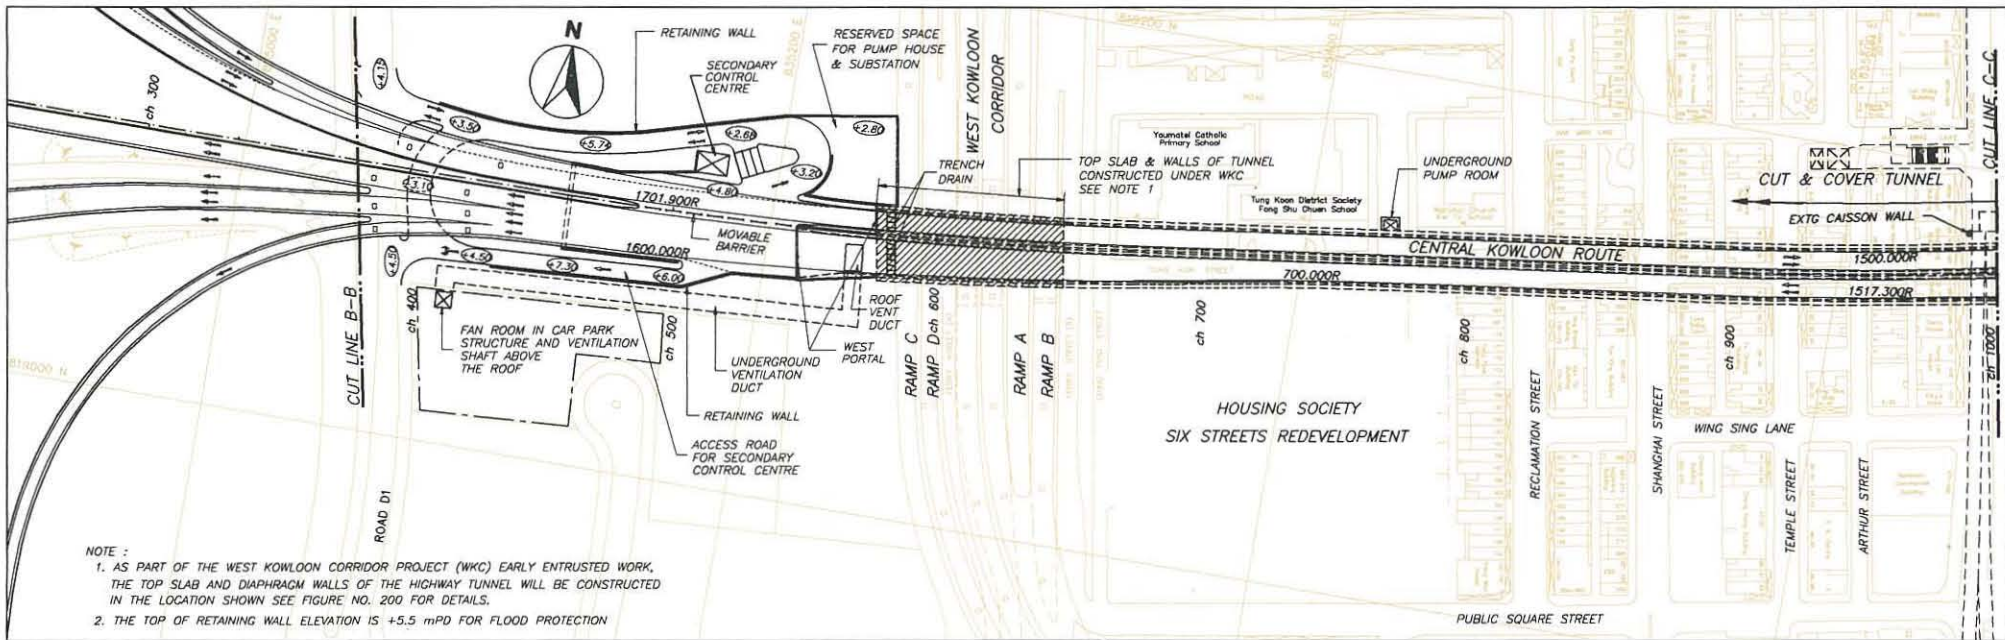 N
RETAINING WALL
RESERVED SPACE
FOR PUMP HOUSE
& SUBSTATION
SECONDARY
CONTROL
CENTRE
WEST KOWLOON
CORRIDOR
819200 N
835000 E
835200 E
835400 E
ch 300
+4.15
+3.50
+5.74
+2.68
+2.80
+3.20
+4.80
+3.10
1701.900R
MOVABLE
BARRIER
1600.000R
+4.50
+4.50
+7.30
+6.00
TRENCH
DRAIN
Yaumatei Catholic
Primary School
TOP SLAB & WALLS OF TUNNEL
CONSTRUCTED UNDER WKC
SEE NOTE 1
UNDERGROUND
PUMP ROOM
Tung Koon District Society
Fong Shu Chuen School
CUT & COVER TUNNEL
EXTG CAISSON WALL
CUT LINE C-C
CENTRAL KOWLOON ROUTE
700.000R
1500.000R
1517.300R
CUT LINE B-B
ch 400
FAN ROOM IN CAR PARK
STRUCTURE AND VENTILATION
SHAFT ABOVE
THE ROOF
ch 500
UNDERGROUND
VENTILATION
DUCT
ROOF
VENT
DUCT
WEST
PORTAL
RETAINING WALL
ACCESS ROAD
FOR SECONDARY
CONTROL CENTRE
RAMP C
RAMP D
ch 600
RAMP A
RAMP B
ch 700
ch 800
ch 900
ch 1000
819000 N
HOUSING SOCIETY
SIX STREETS REDEVELOPMENT
RECLAMATION STREET
SHANGHAI STREET
WING SING LANE
TEMPLE STREET
ARTHUR STREET
ROAD D1
PUBLIC SQUARE STREET
NOTE :
1. AS PART OF THE WEST KOWLOON CORRIDOR PROJECT (WKC) EARLY ENTRUSTED WORK,
THE TOP SLAB AND DIAPHRAGM WALLS OF THE HIGHWAY TUNNEL WILL BE CONSTRUCTED
IN THE LOCATION SHOWN SEE FIGURE NO. 200 FOR DETAILS.
2. THE TOP OF RETAINING WALL ELEVATION IS +5.5 mPD FOR FLOOD PROTECTION